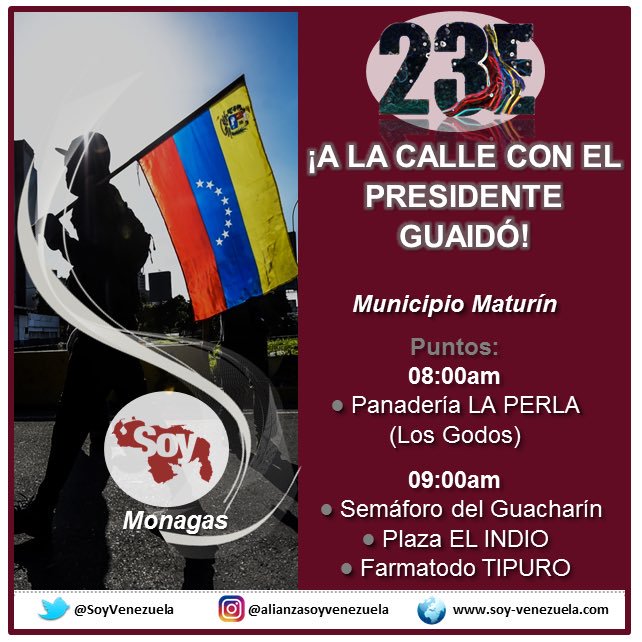 23E
¡A LA CALLE CON EL
PRESIDENTE
GUAIDÓ!
Municipio Maturín
Puntos:
08:00am
● Panadería LA PERLA
(Los Godos)
09:00am
● Semáforo del Guacharín
● Plaza EL INDIO
● Farmatodo TIPURO
Soy
Monagas
@SoyVenezuela
@alianzasoyvenezuela
www.soy-venezuela.com